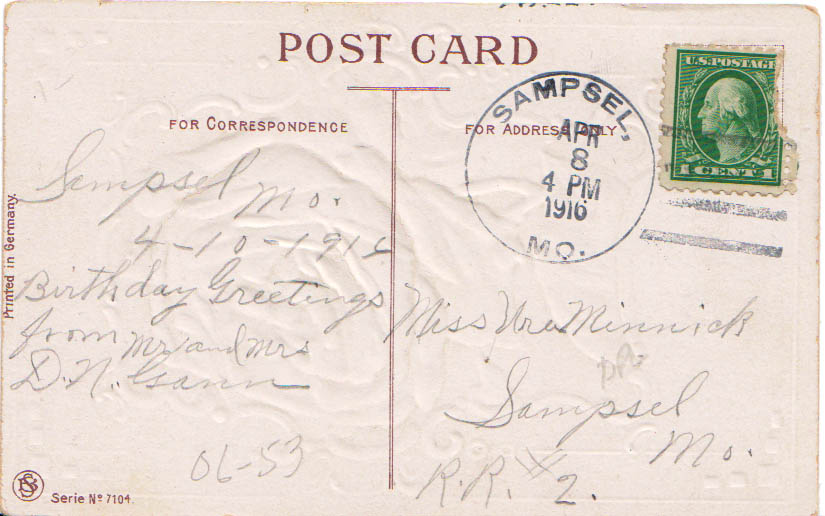 POST CARD
FOR CORRESPONDENCE
FOR ADDRESS ONLY
SAMPSEL,
APR
8
4 PM
1916
MO.
U.S. POSTAGE
1 CENT 1
Sampsel Mo.
4-10-1916
Birthday Greetings
from Mr and Mrs
D. N. Gann
06-53
Miss Ura Minnick
Sampsel
Mo.
R.R. # 2.
Printed in Germany.
Serie Nº 7104.